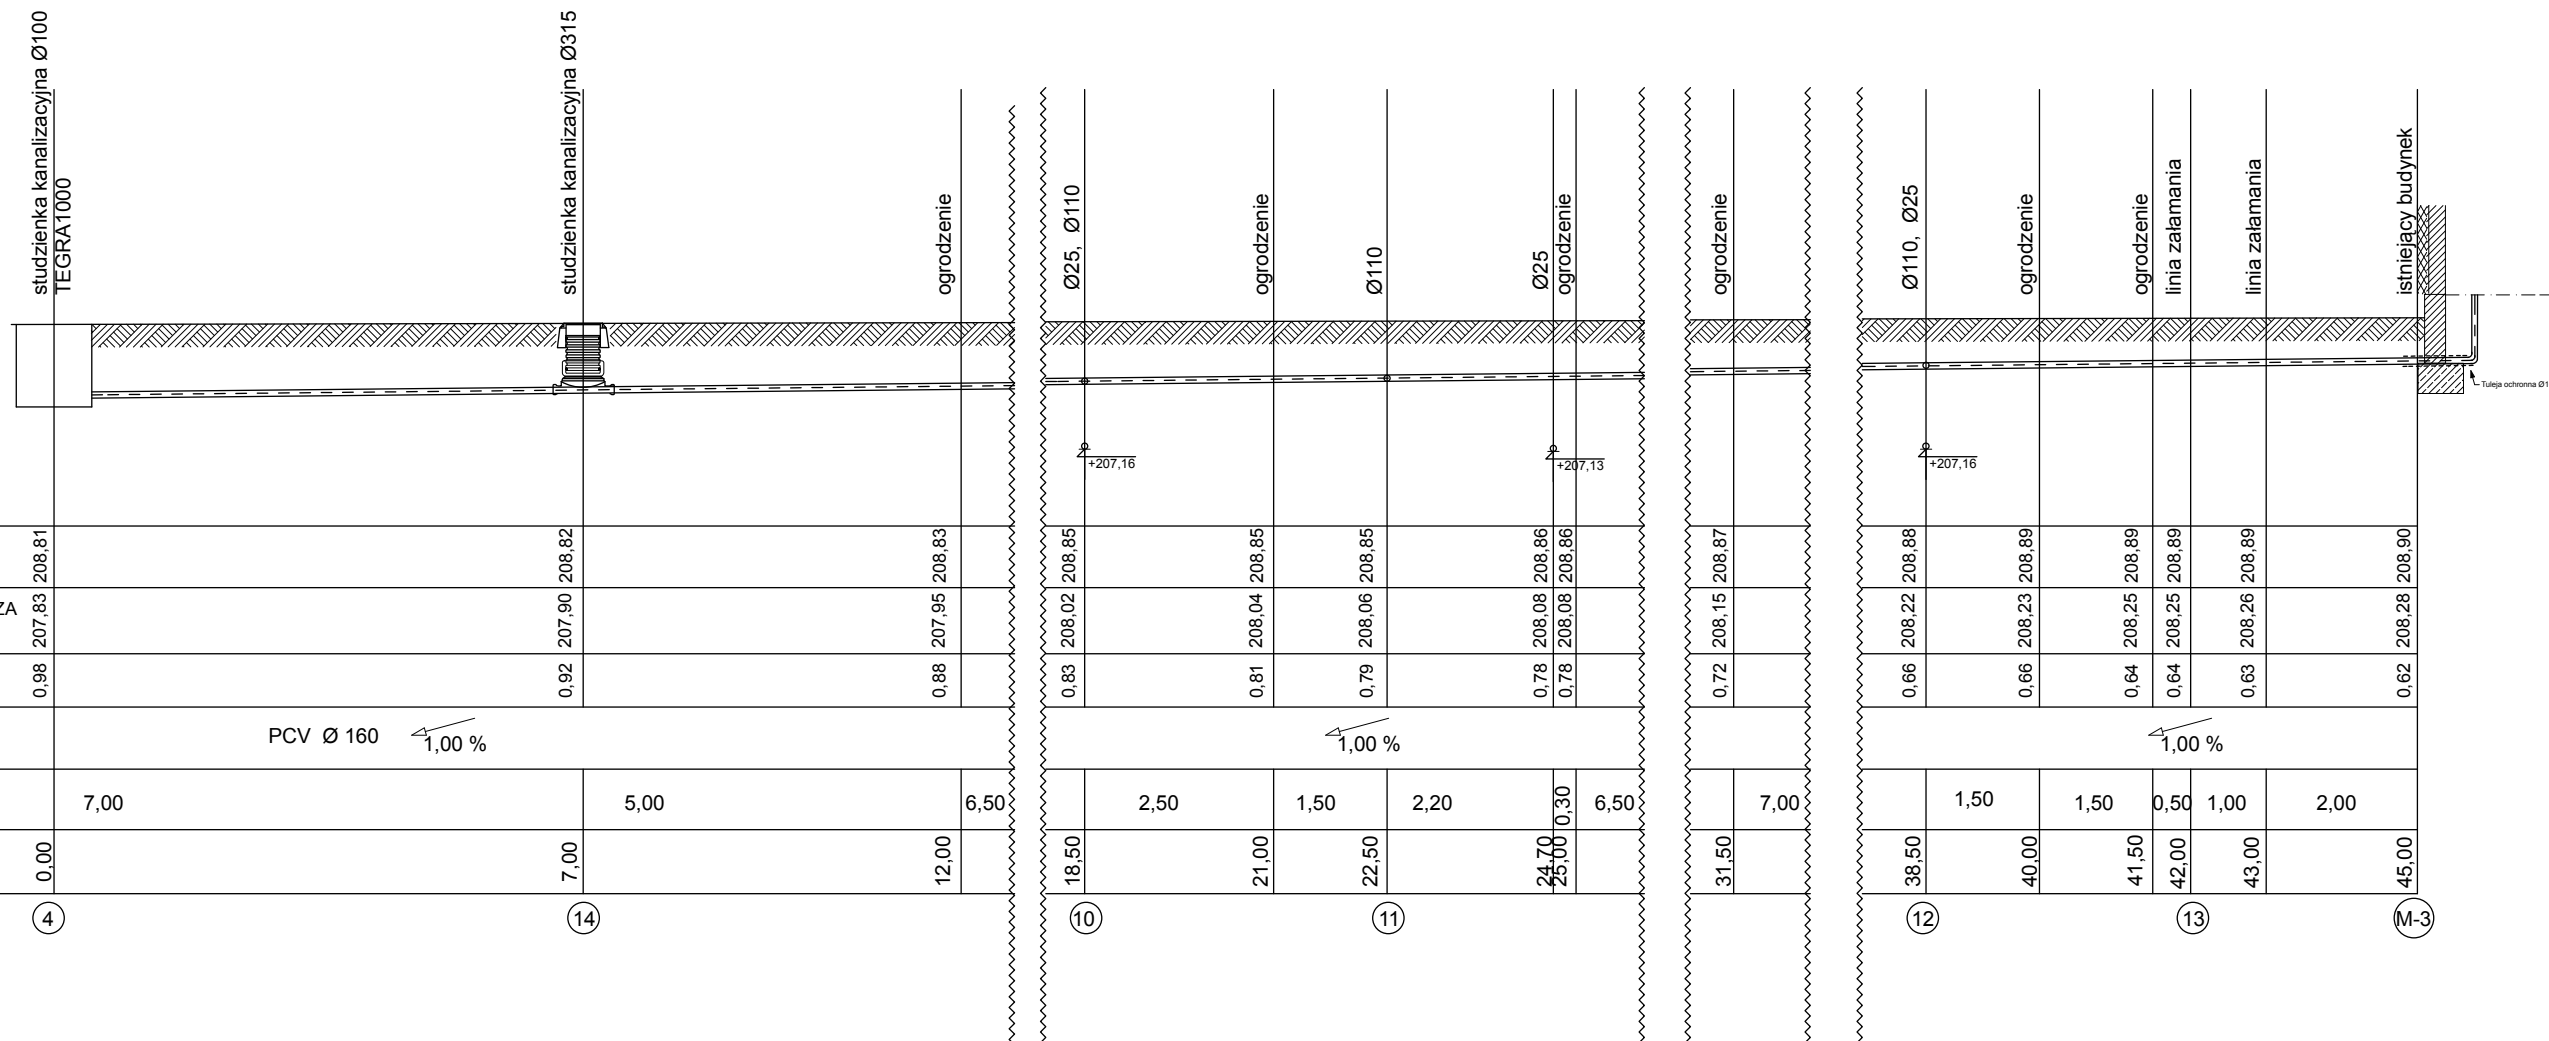 studzienka kanalizacyjna Ø100
TEGRA1000
studzienka kanalizacyjna Ø315
ogrodzenie
Ø25, Ø110
ogrodzenie
Ø110
Ø25
ogrodzenie
ogrodzenie
Ø110, Ø25
ogrodzenie
ogrodzenie
linia załamania
linia załamania
istniejący budynek
Tuleja ochronna Ø1
+207,16
+207,13
+207,16
208,81 208,82 208,83 208,85 208,85 208,85 208,86 208,86 208,87 208,88 208,89 208,89 208,89 208,89 208,90
ZA 207,83 207,90 207,95 208,02 208,04 208,06 208,08 208,08 208,15 208,22 208,23 208,25 208,25 208,26 208,28
0,98 0,92 0,88 0,83 0,81 0,79 0,78 0,78 0,72 0,66 0,66 0,64 0,64 0,63 0,62
PCV Ø 160 1,00 % 1,00 % 1,00 %
7,00 5,00 6,50 2,50 1,50 2,20 0,30 6,50 7,00 1,50 1,50 0,50 1,00 2,00
0,00 7,00 12,00 18,50 21,00 22,50 24,70 25,00 31,50 38,50 40,00 41,50 42,00 43,00 45,00
4 14 10 11 12 13 M-3